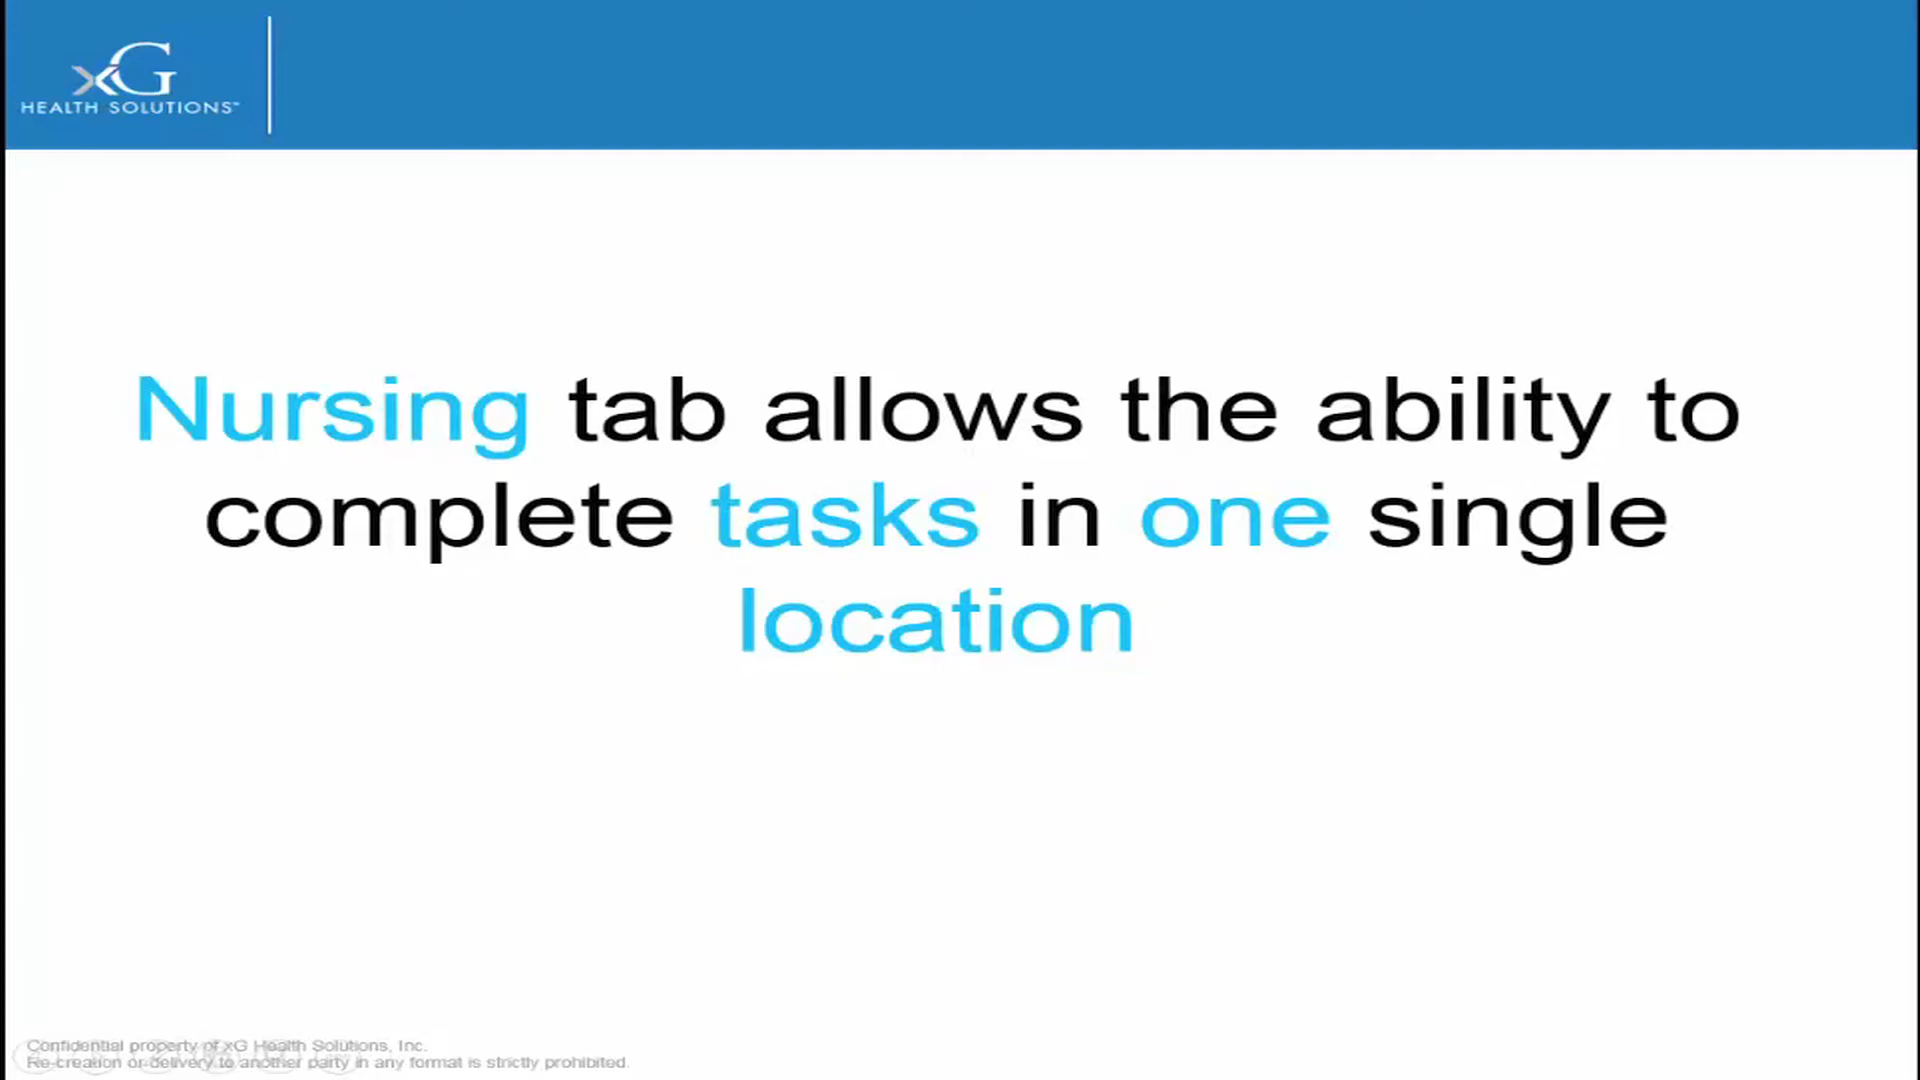 xG
HEALTH SOLUTIONS™
Nursing tab allows the ability to
complete tasks in one single
location
Confidential property of xG Health Solutions, Inc.
Re-creation or delivery to another party in any format is strictly prohibited.